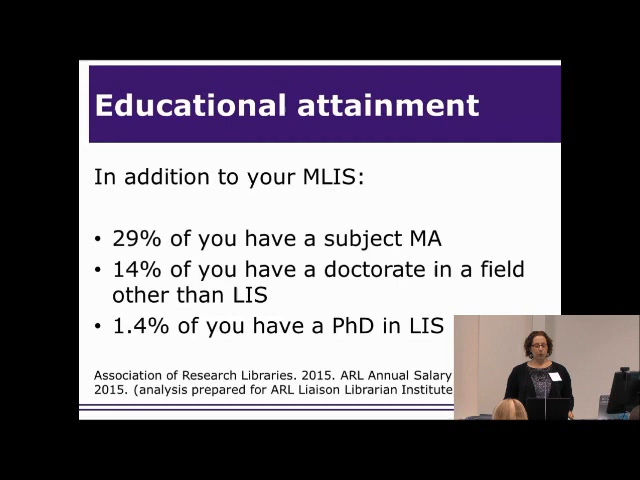 Educational attainment
In addition to your MLIS:
• 29% of you have a subject MA
• 14% of you have a doctorate in a field
other than LIS
• 1.4% of you have a PhD in LIS
Association of Research Libraries. 2015. ARL Annual Salary
2015. (analysis prepared for ARL Liaison Librarian Institute